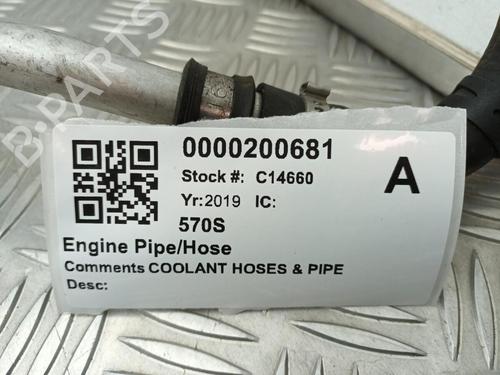 B-PARTS
0000200681
Stock #: C14660
A
Yr:2019 IC:
570S
Engine Pipe/Hose
Comments COOLANT HOSES & PIPE
Desc: